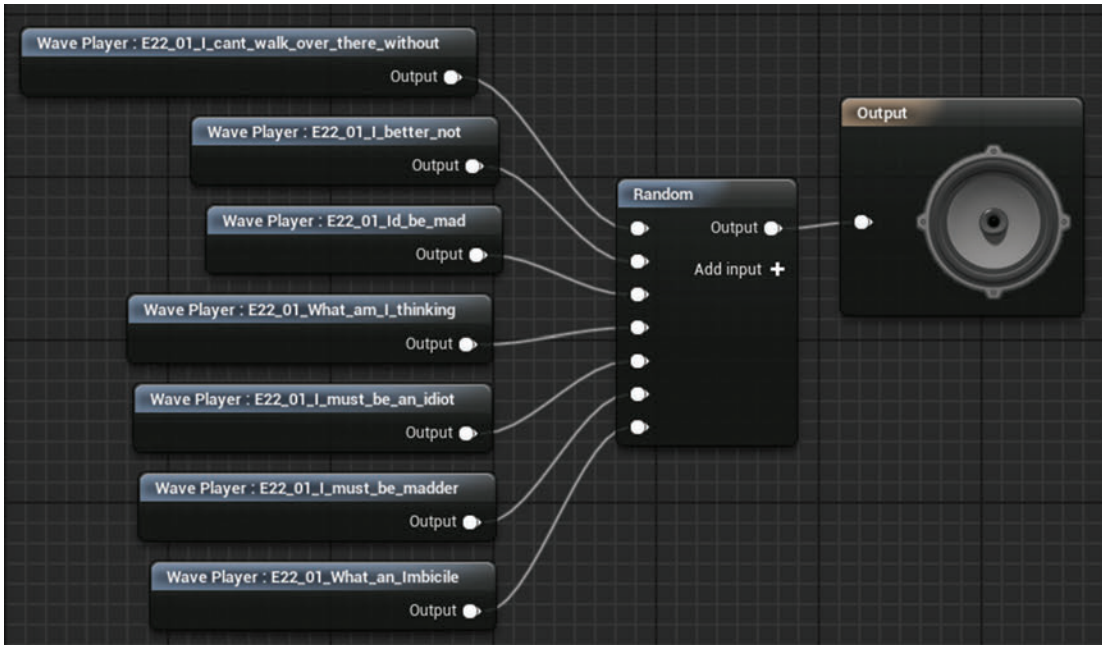 Wave Player : E22_01_I_cant_walk_over_there_without
Output
Wave Player : E22_01_I_better_not
Output
Wave Player : E22_01_Id_be_mad
Output
Wave Player : E22_01_What_am_I_thinking
Output
Wave Player : E22_01_I_must_be_an_idiot
Output
Wave Player : E22_01_I_must_be_madder
Output
Wave Player : E22_01_What_an_Imbicile
Output
Random
Output
Add input +
Output